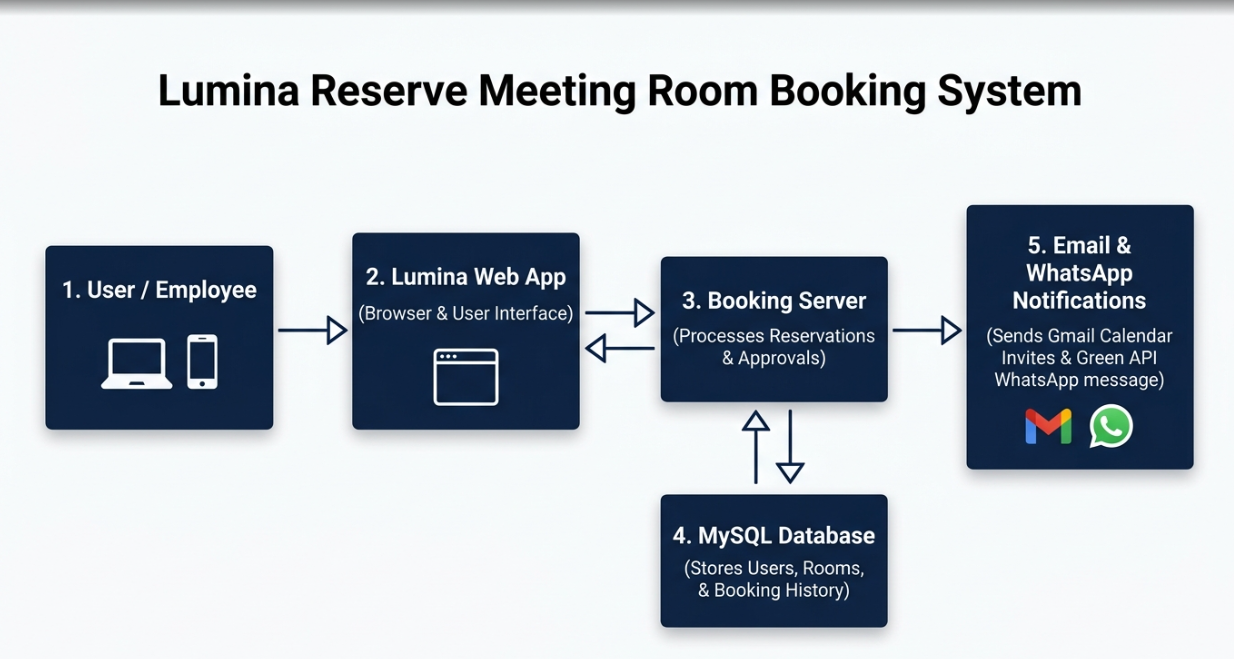 Lumina Reserve Meeting Room Booking System
1. User / Employee
2. Lumina Web App
(Browser & User Interface)
3. Booking Server
(Processes Reservations
& Approvals)
4. MySQL Database
(Stores Users, Rooms,
& Booking History)
5. Email &
WhatsApp
Notifications
(Sends Gmail Calendar
Invites & Green API
WhatsApp message)